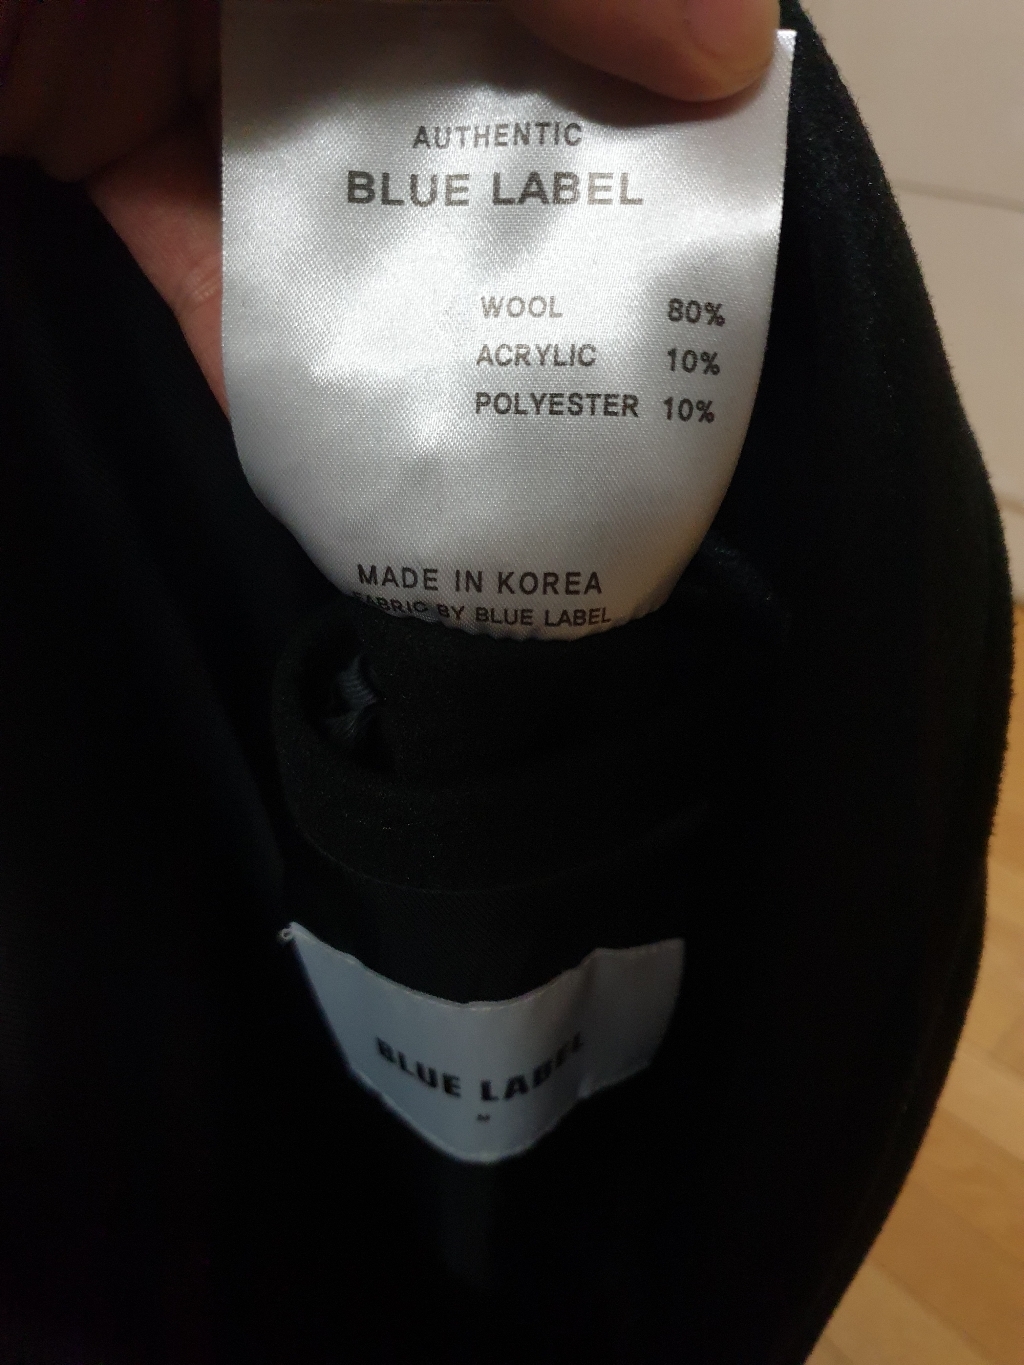 AUTHENTIC
BLUE LABEL
WOOL 80%
ACRYLIC 10%
POLYESTER 10%
MADE IN KOREA
FABRIC BY BLUE LABEL
BLUE LABEL
M